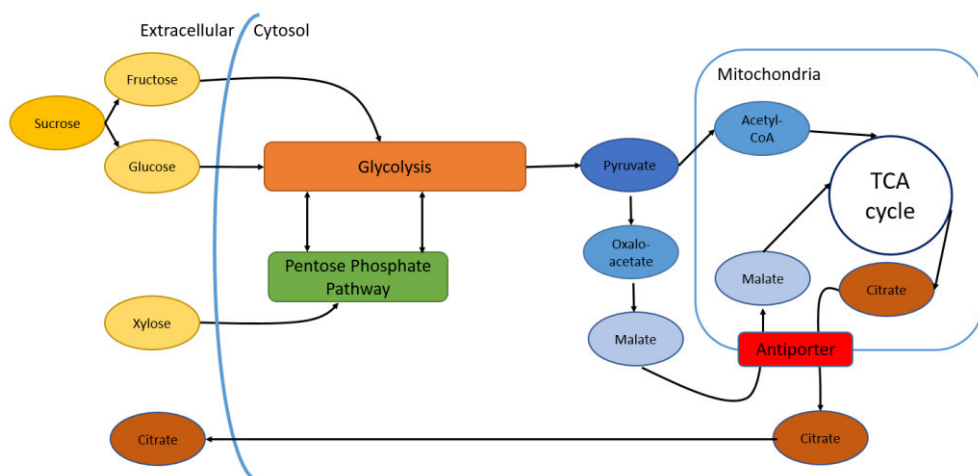 Extracellular
Cytosol
Mitochondria
Fructose
Sucrose
Glucose
Glycolysis
Pyruvate
Acetyl-
CoA
TCA
cycle
Oxalo-
acetate
Pentose Phosphate
Pathway
Malate
Citrate
Xylose
Malate
Antiporter
Citrate
Citrate